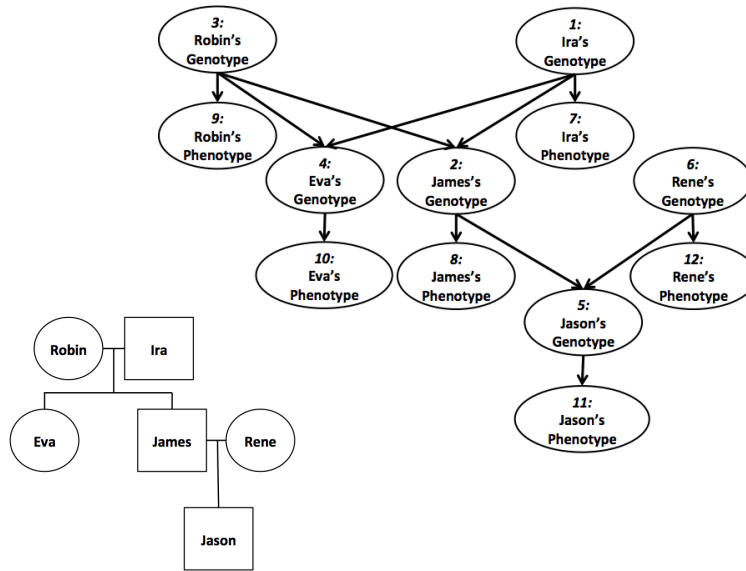 3:
Robin's
Genotype
1:
Ira's
Genotype
9:
Robin's
Phenotype
7:
Ira's
Phenotype
4:
Eva's
Genotype
2:
James's
Genotype
6:
Rene's
Genotype
10:
Eva's
Phenotype
8:
James's
Phenotype
12:
Rene's
Phenotype
5:
Jason's
Genotype
11:
Jason's
Phenotype
Robin
Ira
Eva
James
Rene
Jason